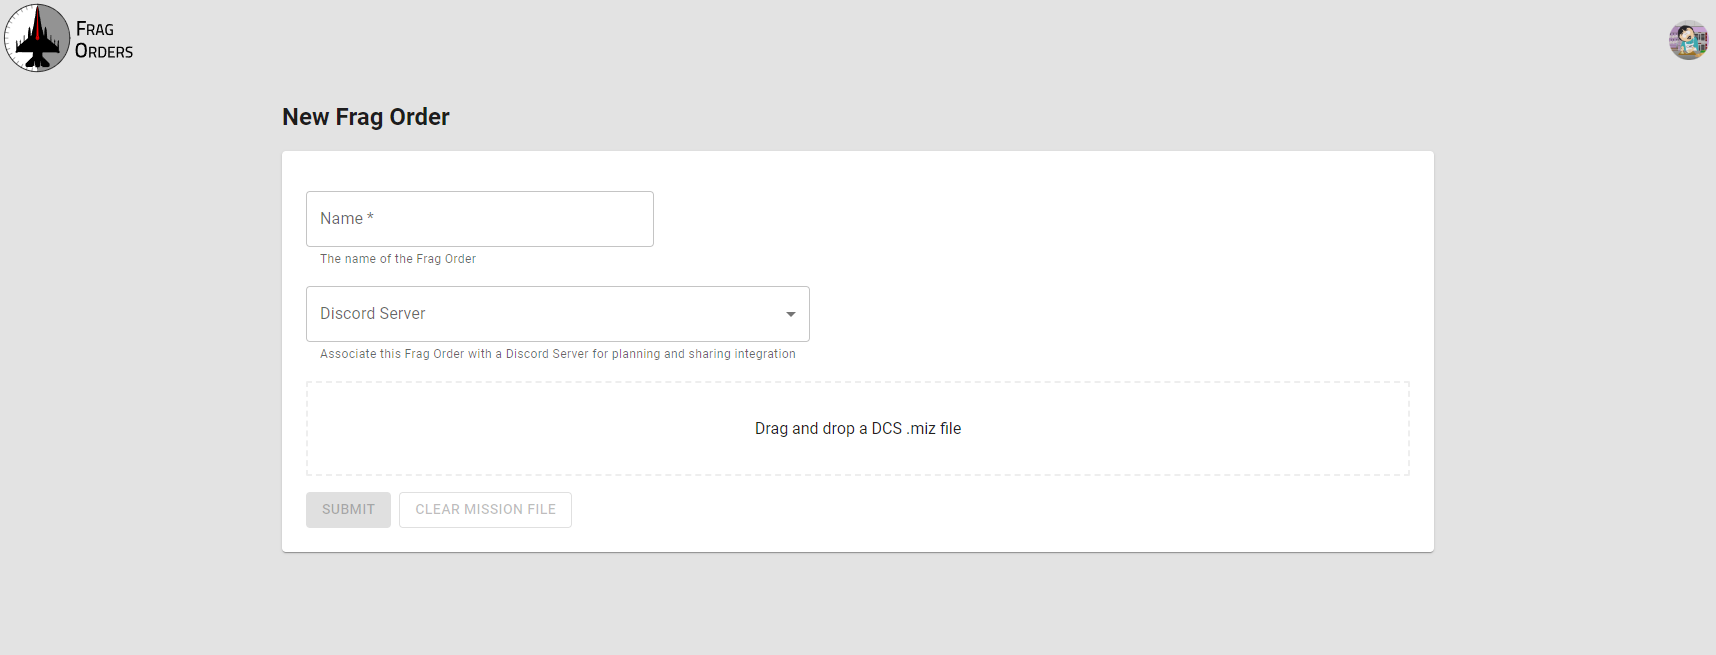 Frag
Orders
New Frag Order
Name *
The name of the Frag Order
Discord Server
Associate this Frag Order with a Discord Server for planning and sharing integration
Drag and drop a DCS .miz file
SUBMIT
CLEAR MISSION FILE